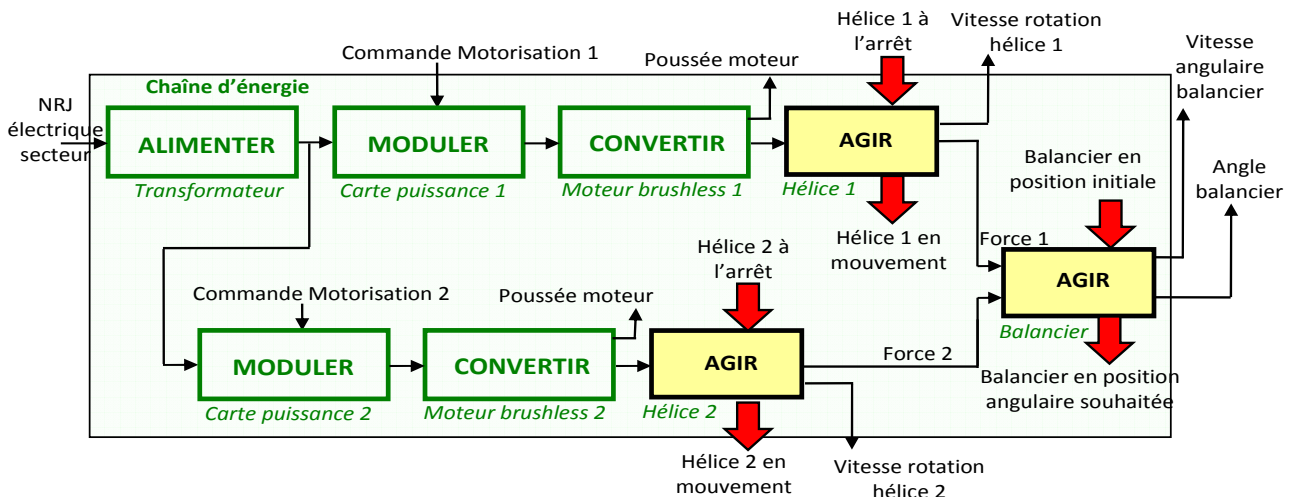 Hélice 1 à
l’arrêt
Vitesse rotation
hélice 1
Vitesse
angulaire
balancier
Commande Motorisation 1
Poussée moteur
Chaîne d’énergie
NRJ
électrique
secteur
ALIMENTER
MODULER
CONVERTIR
AGIR
Transformateur
Carte puissance 1
Moteur brushless 1
Hélice 1
Balancier en
position initiale
Angle
balancier
Hélice 1 en
mouvement
Force 1
Hélice 2 à
l’arrêt
AGIR
Balancier
Commande Motorisation 2
Poussée moteur
MODULER
CONVERTIR
AGIR
Force 2
Carte puissance 2
Moteur brushless 2
Hélice 2
Balancier en position
angulaire souhaitée
Hélice 2 en
mouvement
Vitesse rotation
hélice 2